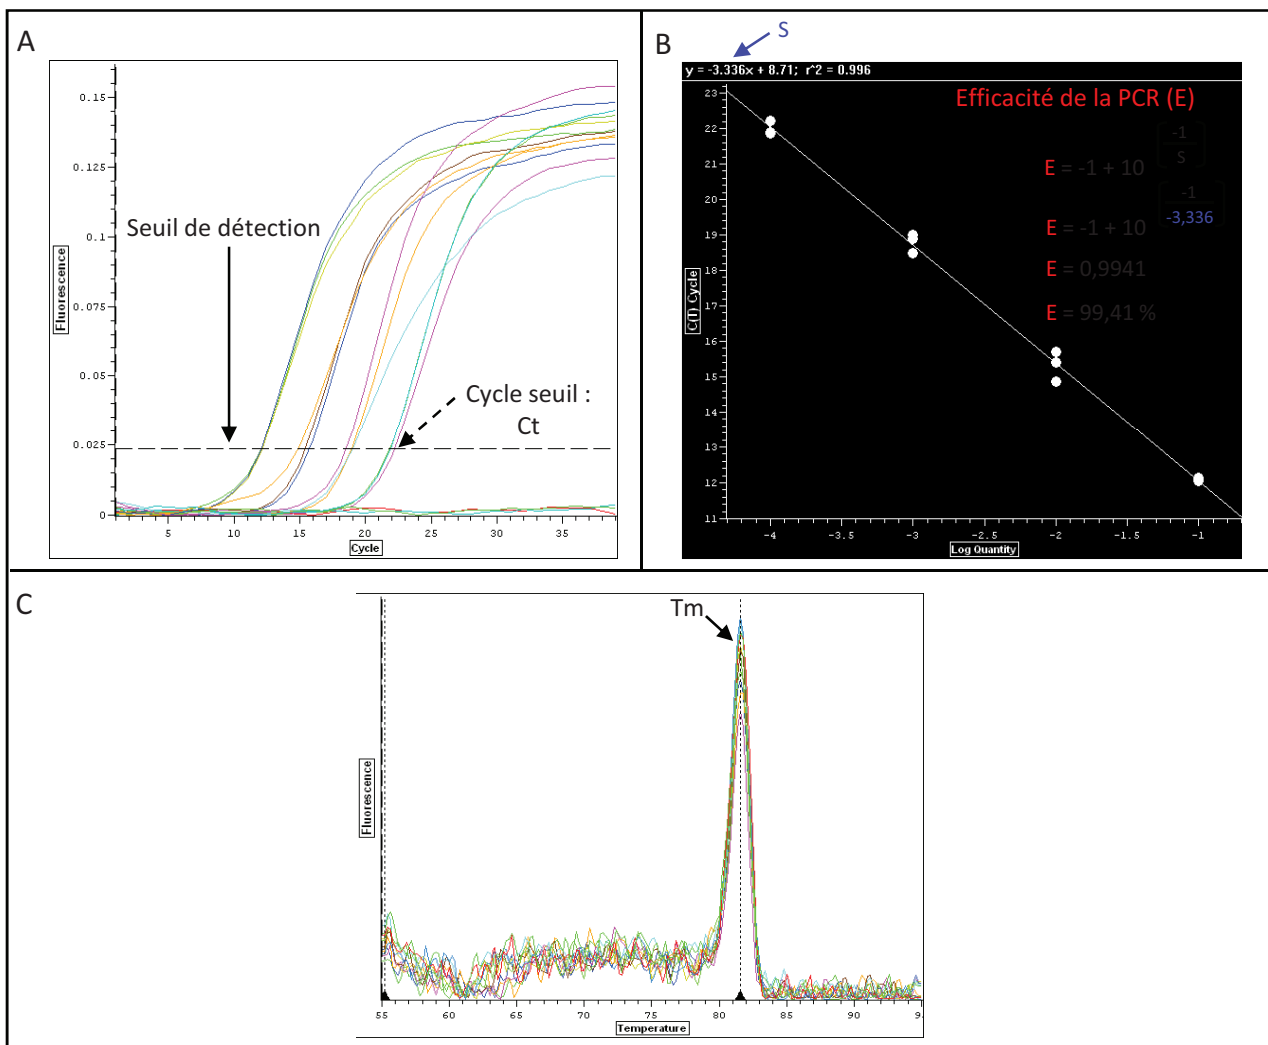 A
Seuil de détection
Cycle seuil :
Ct
Fluorescence
0.15
0.125
0.1
0.075
0.05
0.025
0
5
10
15
20
25
30
35
Cycle
B
S
y = -3.336x + 8.71; r^2 = 0.996
Efficacité de la PCR (E)
E = -1 + 10
-1
S
E = -1 + 10
-1
-3,336
E = 0,9941
E = 99,41 %
C(T) Cycle
23
22
21
20
19
18
17
16
15
14
13
12
11
-4
-3.5
-3
-2.5
-2
-1.5
-1
Log Quantity
C
Tm
Fluorescence
55
60
65
70
75
80
85
90
9
Temperature